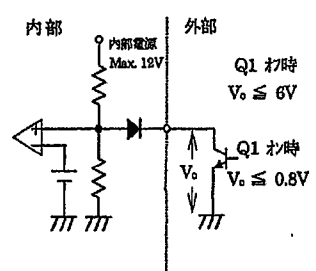 内部
外部
内部電源
Max. 12V
Q1 オフ時
V₀ ≦ 6V
Q1 オン時
V₀ ≦ 0.8V
V₀